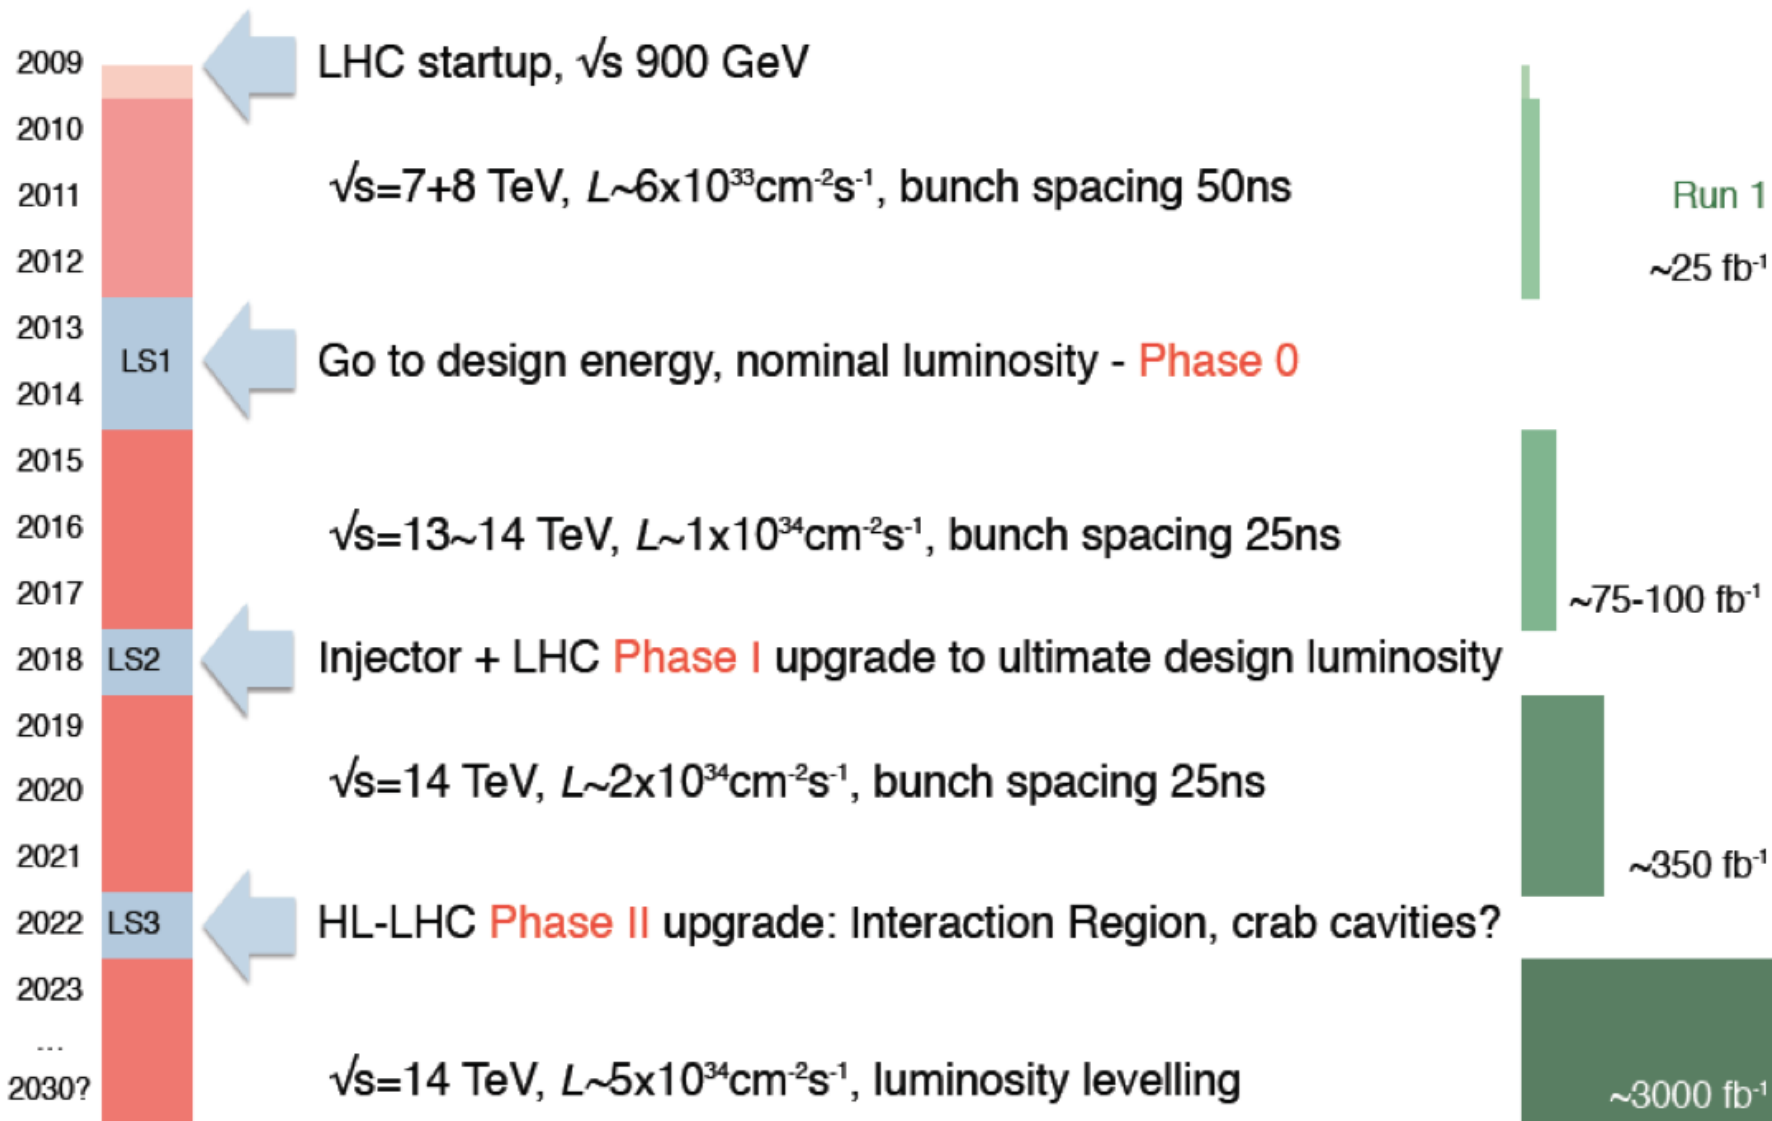 2009 LHC startup, √s 900 GeV
2010
√s=7+8 TeV, L~6x10³³cm⁻²s⁻¹, bunch spacing 50ns
2011 Run 1
2012 ~25 fb⁻¹
2013
LS1 Go to design energy, nominal luminosity - Phase 0
2014
2015
2016 √s=13~14 TeV, L~1x10³⁴cm⁻²s⁻¹, bunch spacing 25ns
2017 ~75-100 fb⁻¹
2018 LS2 Injector + LHC Phase I upgrade to ultimate design luminosity
2019
2020 √s=14 TeV, L~2x10³⁴cm⁻²s⁻¹, bunch spacing 25ns
2021 ~350 fb⁻¹
2022 LS3 HL-LHC Phase II upgrade: Interaction Region, crab cavities?
2023
...
2030? √s=14 TeV, L~5x10³⁴cm⁻²s⁻¹, luminosity levelling ~3000 fb⁻¹